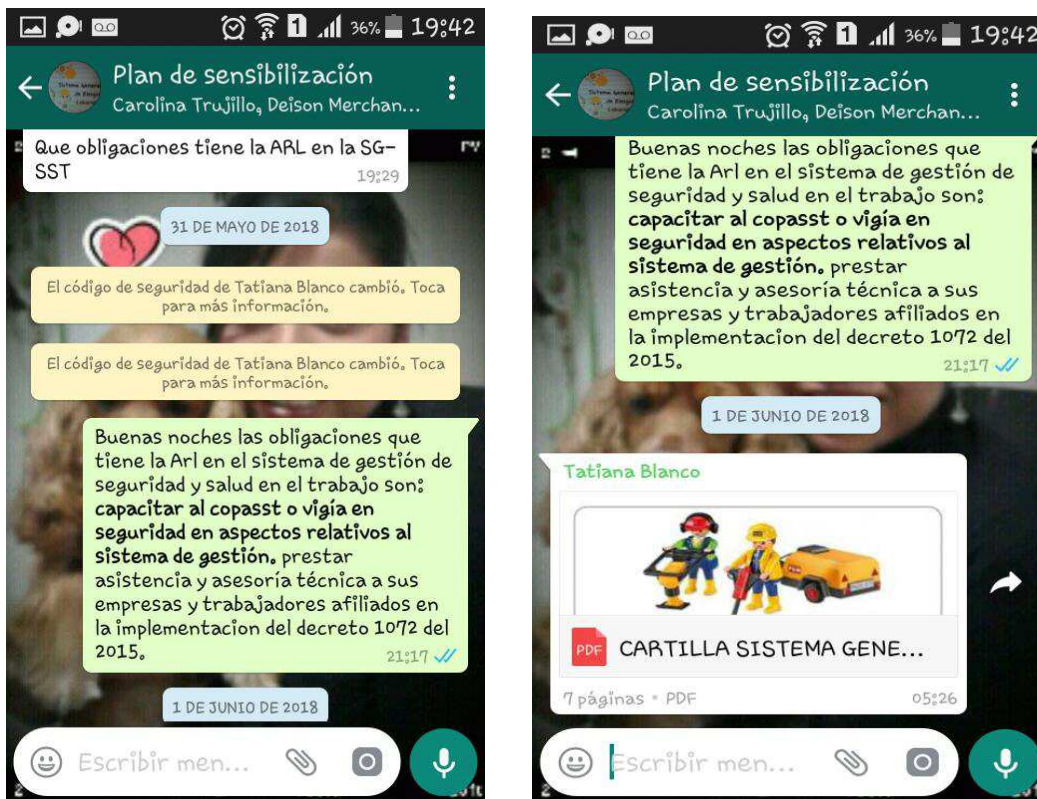 1 36% 19:42
Plan de sensibilización
Carolina Trujillo, Deison Merchan...
Que obligaciones tiene la ARL en la SG-
SST
19:29
31 DE MAYO DE 2018
El código de seguridad de Tatiana Blanco cambió. Toca
para más información.
El código de seguridad de Tatiana Blanco cambió. Toca
para más información.
Buenas noches las obligaciones que
tiene la Arl en el sistema de gestión de
seguridad y salud en el trabajo son:
capacitar al copasst o vigía en
seguridad en aspectos relativos al
sistema de gestión. prestar
asistencia y asesoría técnica a sus
empresas y trabajadores afiliados en
la implementacion del decreto 1072 del
2015.
21:17
1 DE JUNIO DE 2018
Escribir men...
1 36% 19:42
Plan de sensibilización
Carolina Trujillo, Deison Merchan...
Buenas noches las obligaciones que
tiene la Arl en el sistema de gestión de
seguridad y salud en el trabajo son:
capacitar al copasst o vigía en
seguridad en aspectos relativos al
sistema de gestión. prestar
asistencia y asesoría técnica a sus
empresas y trabajadores afiliados en
la implementacion del decreto 1072 del
2015.
21:17
1 DE JUNIO DE 2018
Tatiana Blanco
PDF CARTILLA SISTEMA GENE...
7 páginas • PDF 05:26
Escribir men...